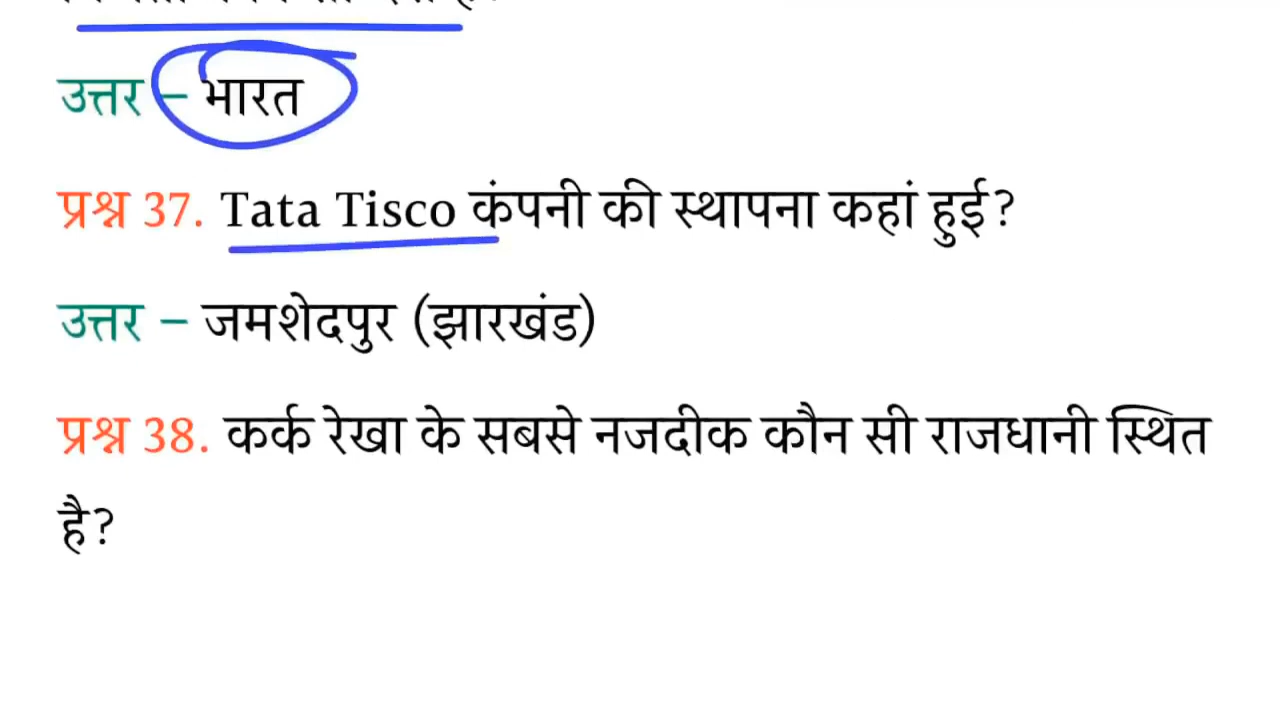 उत्तर – भारत
प्रश्न 37. Tata Tisco कंपनी की स्थापना कहां हुई?
उत्तर – जमशेदपुर (झारखंड)
प्रश्न 38. कर्क रेखा के सबसे नजदीक कौन सी राजधानी स्थित
है?